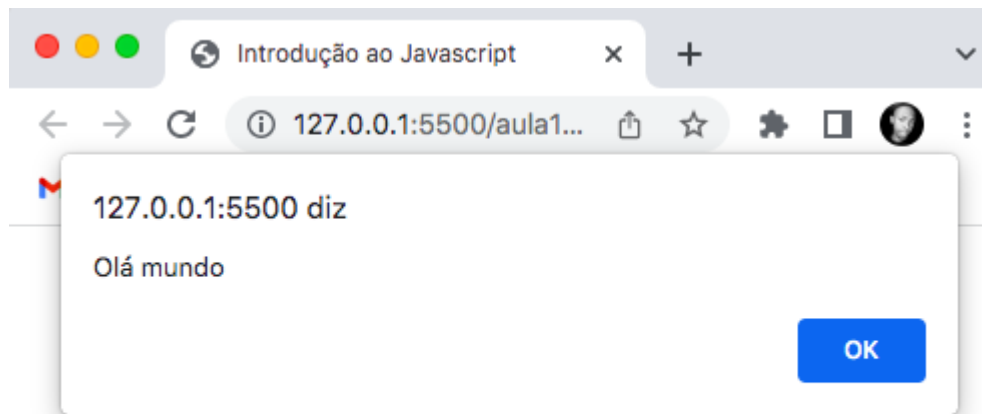 Introdução ao Javascript
127.0.0.1:5500/aula1...
127.0.0.1:5500 diz
Olá mundo
OK